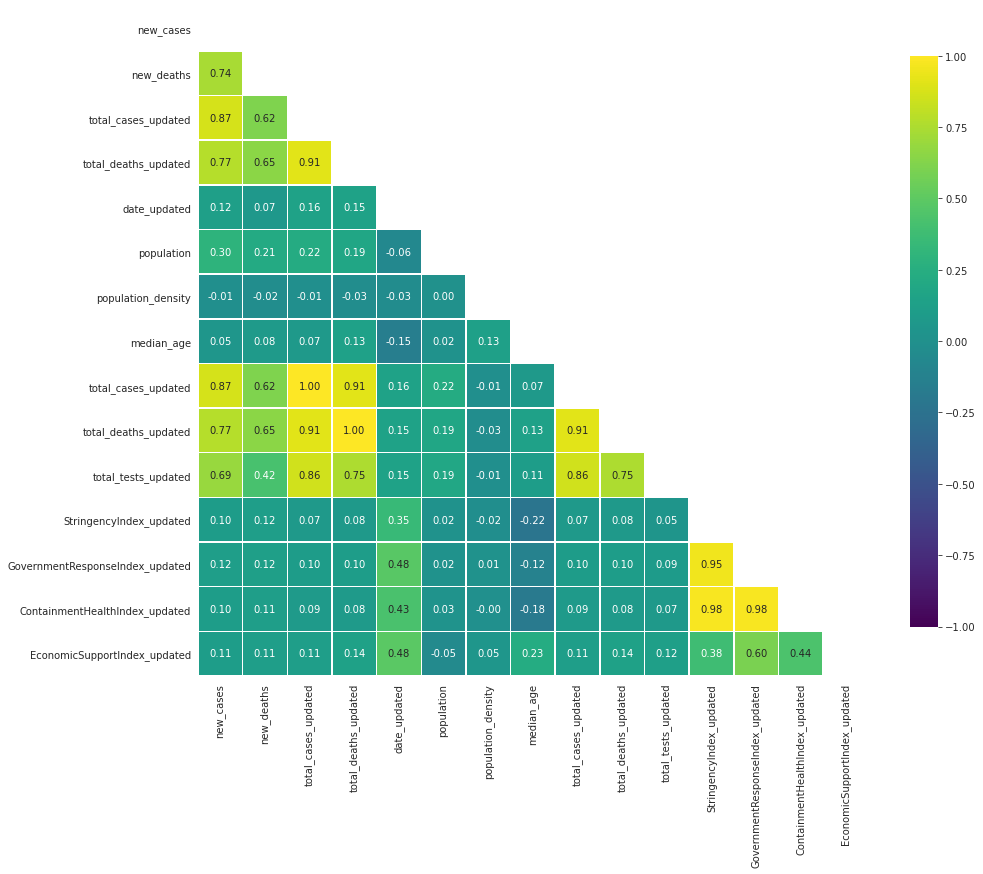 new_cases
new_deaths 0.74
total_cases_updated 0.87 0.62
total_deaths_updated 0.77 0.65 0.91
date_updated 0.12 0.07 0.16 0.15
population 0.30 0.21 0.22 0.19 -0.06
population_density -0.01 -0.02 -0.01 -0.03 -0.03 0.00
median_age 0.05 0.08 0.07 0.13 -0.15 0.02 0.13
total_cases_updated 0.87 0.62 1.00 0.91 0.16 0.22 -0.01 0.07
total_deaths_updated 0.77 0.65 0.91 1.00 0.15 0.19 -0.03 0.13 0.91
total_tests_updated 0.69 0.42 0.86 0.75 0.15 0.19 -0.01 0.11 0.86 0.75
StringencyIndex_updated 0.10 0.12 0.07 0.08 0.35 0.02 -0.02 -0.22 0.07 0.08 0.05
GovernmentResponseIndex_updated 0.12 0.12 0.10 0.10 0.48 0.02 0.01 -0.12 0.10 0.10 0.09 0.95
ContainmentHealthIndex_updated 0.10 0.11 0.09 0.08 0.43 0.03 -0.00 -0.18 0.09 0.08 0.07 0.98 0.98
EconomicSupportIndex_updated 0.11 0.11 0.11 0.14 0.48 -0.05 0.05 0.23 0.11 0.14 0.12 0.38 0.60 0.44
new_cases
new_deaths
total_cases_updated
total_deaths_updated
date_updated
population
population_density
median_age
total_cases_updated
total_deaths_updated
total_tests_updated
StringencyIndex_updated
GovernmentResponseIndex_updated
ContainmentHealthIndex_updated
EconomicSupportIndex_updated
1.00
0.75
0.50
0.25
0.00
−0.25
−0.50
−0.75
−1.00